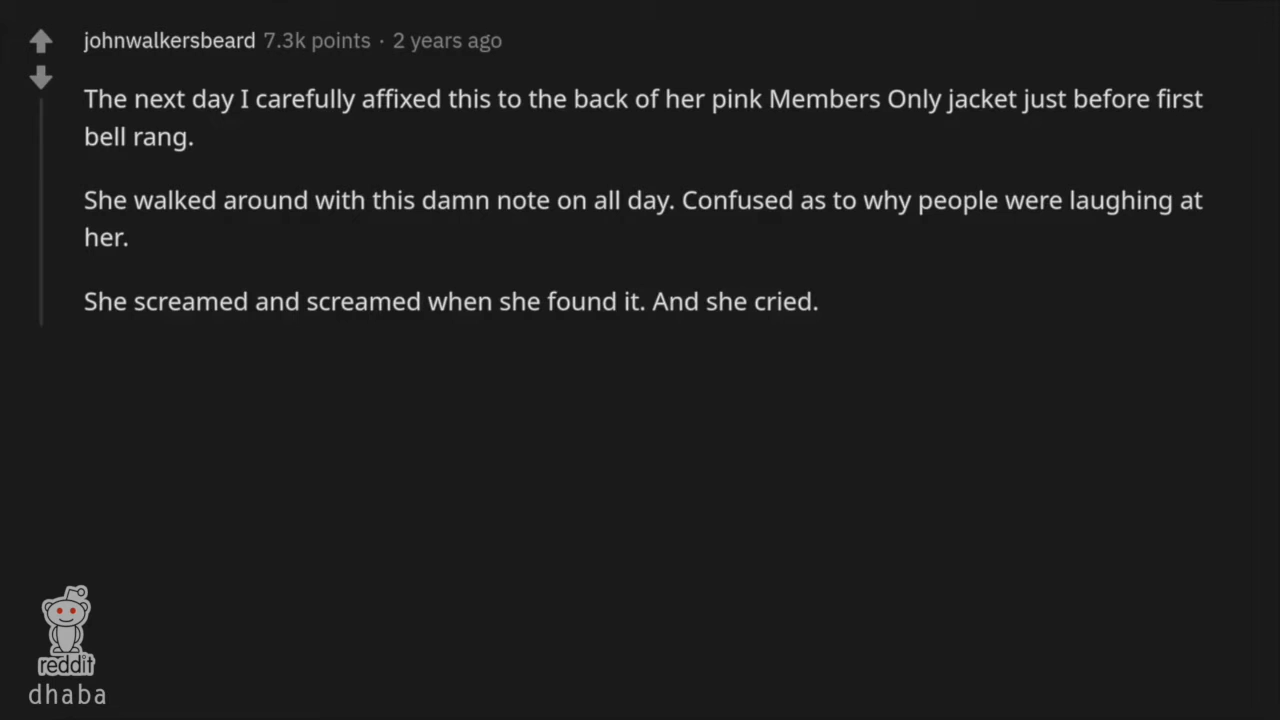 johnwalkersbeard 7.3k points · 2 years ago
The next day I carefully affixed this to the back of her pink Members Only jacket just before first
bell rang.
She walked around with this damn note on all day. Confused as to why people were laughing at
her.
She screamed and screamed when she found it. And she cried.
reddit
dhaba